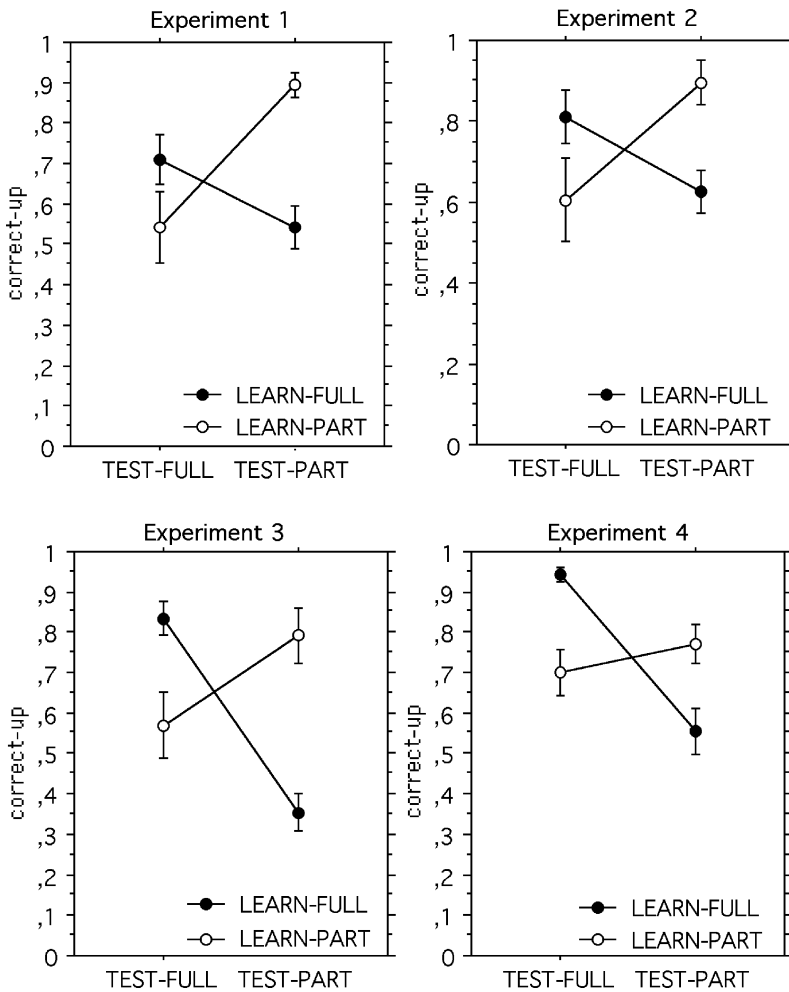 Experiment 1
1
,9
,8
,7
,6
,5
,4
,3
,2
,1
0
correct-up
LEARN-FULL
LEARN-PART
TEST-FULL TEST-PART
Experiment 2
1
,8
,6
,4
,2
0
correct-up
LEARN-FULL
LEARN-PART
TEST-FULL TEST-PART
Experiment 3
1
,9
,8
,7
,6
,5
,4
,3
,2
,1
0
correct-up
LEARN-FULL
LEARN-PART
TEST-FULL TEST-PART
Experiment 4
1
,9
,8
,7
,6
,5
,4
,3
,2
,1
0
correct-up
LEARN-FULL
LEARN-PART
TEST-FULL TEST-PART